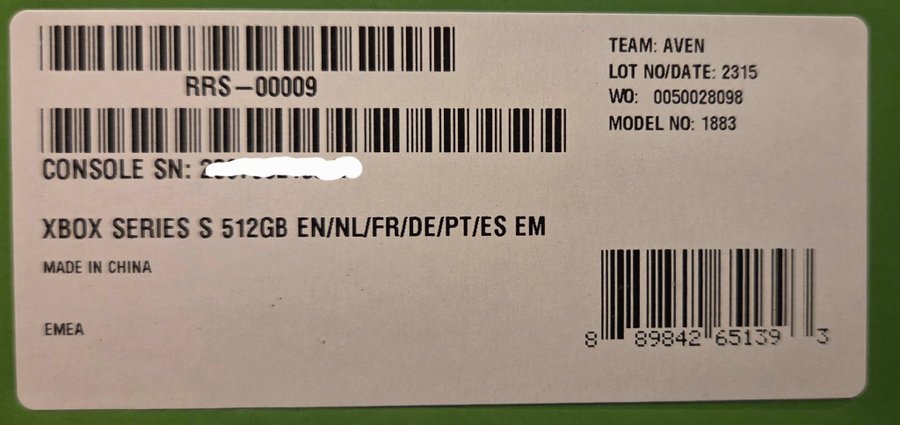 RRS-00009
CONSOLE SN:
XBOX SERIES S 512GB EN/NL/FR/DE/PT/ES EM
MADE IN CHINA
EMEA
TEAM: AVEN
LOT NO/DATE: 2315
WO: 0050028098
MODEL NO: 1883
8 89842 65139 3